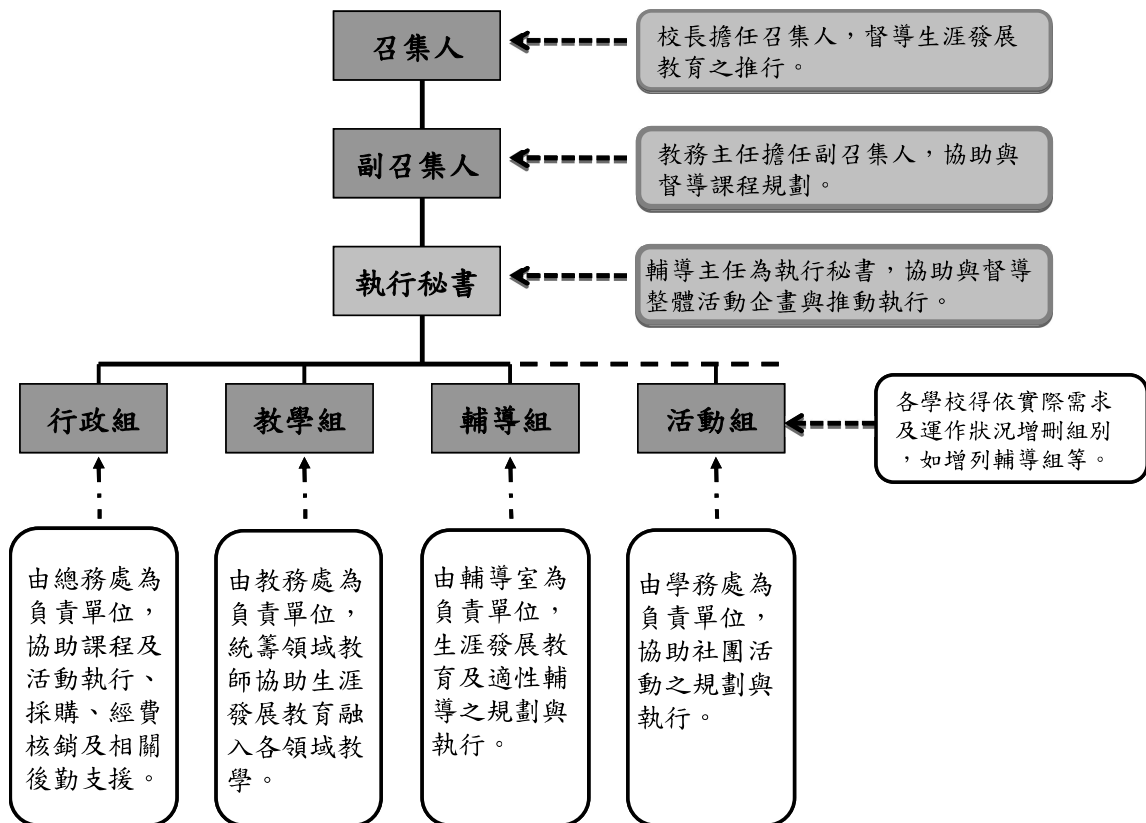 召集人
校長擔任召集人，督導生涯發展
教育之推行。
副召集人
教務主任擔任副召集人，協助與
督導課程規劃。
執行秘書
輔導主任為執行秘書，協助與督導
整體活動企畫與推動執行。
行政組
教學組
輔導組
活動組
各學校得依實際需求
及運作狀況增刪組別
，如增列輔導組等。
由總務處為
負責單位，
協助課程及
活動執行、
採購、經費
核銷及相關
後勤支援。
由教務處為
負責單位，
統籌領域教
師協助生涯
發展教育融
入各領域教
學。
由輔導室為
負責單位，
生涯發展教
育及適性輔
導之規劃與
執行。
由學務處為
負責單位，
協助社團活
動之規劃與
執行。